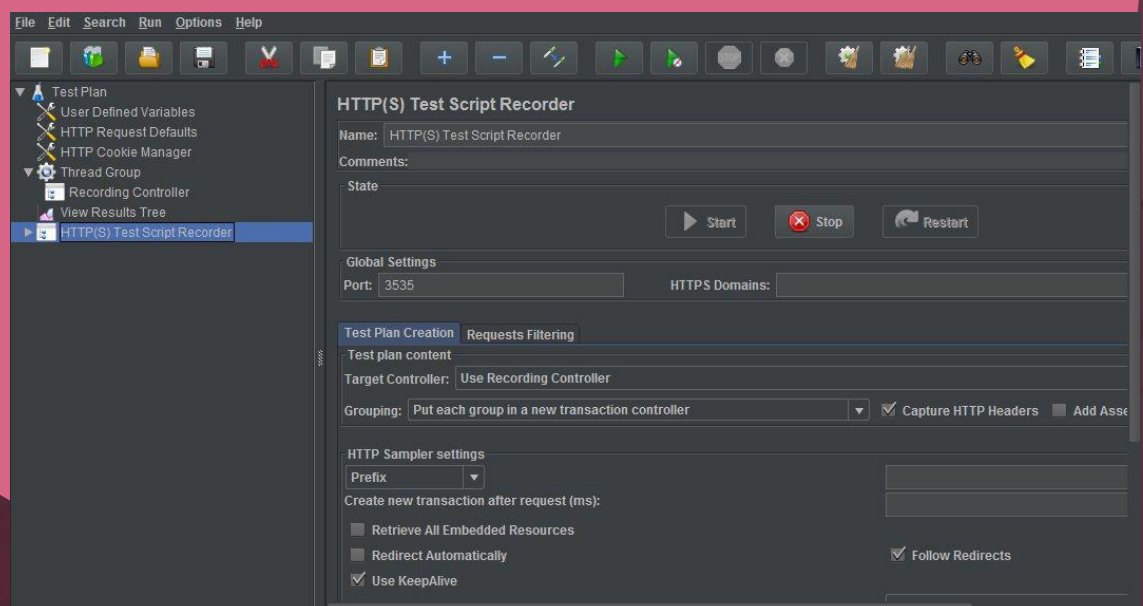 File Edit Search Run Options Help
Test Plan
User Defined Variables
HTTP Request Defaults
HTTP Cookie Manager
Thread Group
Recording Controller
View Results Tree
HTTP(S) Test Script Recorder
HTTP(S) Test Script Recorder
Name: HTTP(S) Test Script Recorder
Comments:
State
Start Stop Restart
Global Settings
Port: 3535 HTTPS Domains:
Test Plan Creation Requests Filtering
Test plan content
Target Controller: Use Recording Controller
Grouping: Put each group in a new transaction controller Capture HTTP Headers Add Asse
HTTP Sampler settings
Prefix
Create new transaction after request (ms):
Retrieve All Embedded Resources
Redirect Automatically Follow Redirects
Use KeepAlive